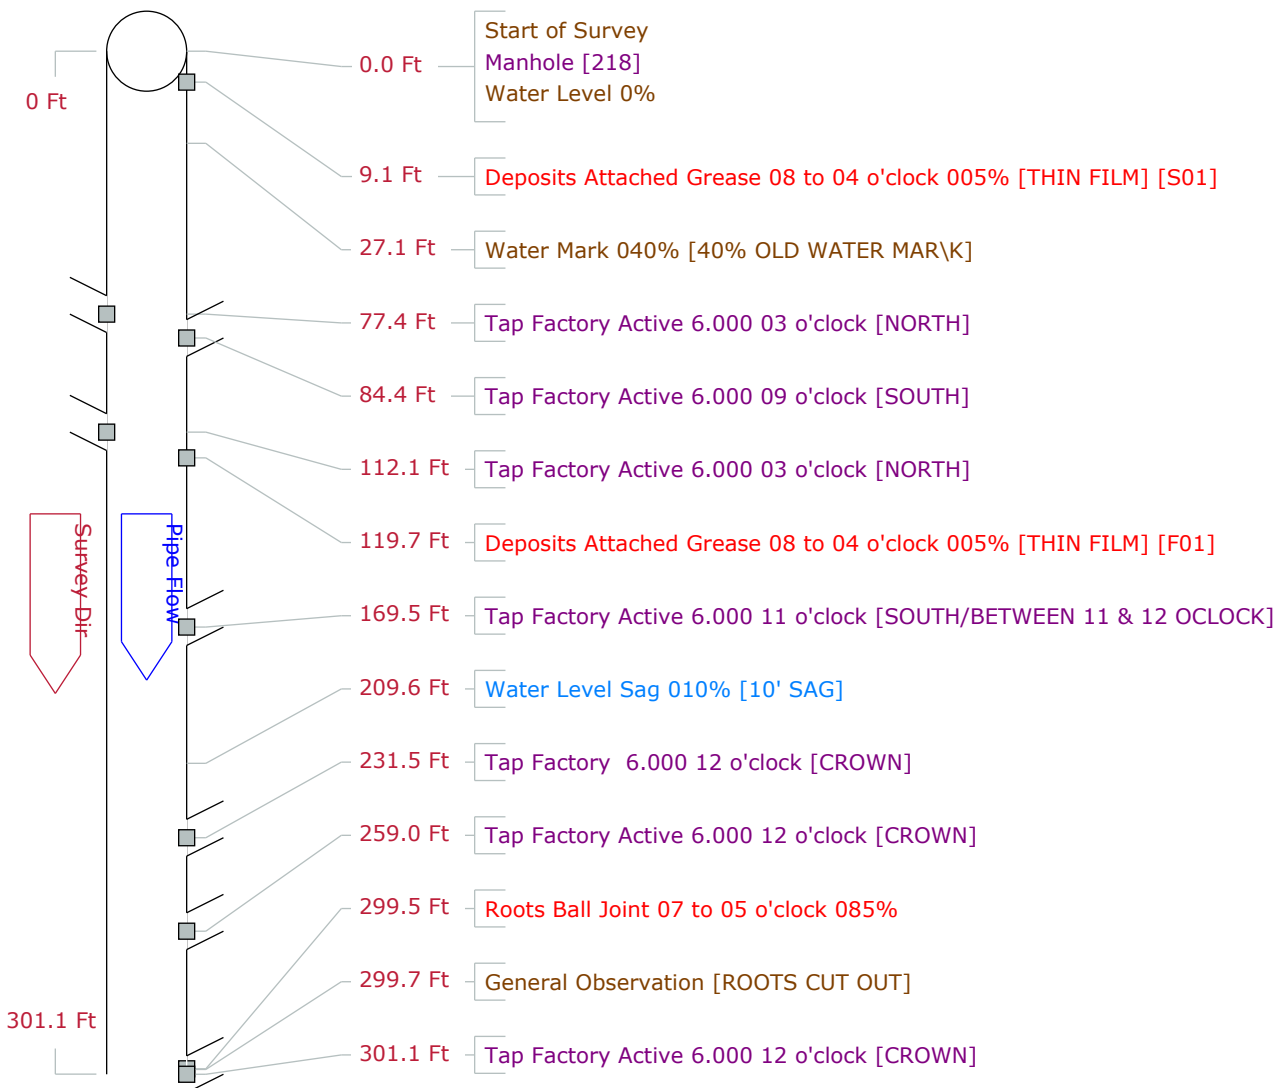 Start of Survey
0.0 Ft
Manhole [218]
Water Level 0%
0 Ft
9.1 Ft
Deposits Attached Grease 08 to 04 o'clock 005% [THIN FILM] [S01]
27.1 Ft
Water Mark 040% [40% OLD WATER MAR\K]
77.4 Ft
Tap Factory Active 6.000 03 o'clock [NORTH]
84.4 Ft
Tap Factory Active 6.000 09 o'clock [SOUTH]
112.1 Ft
Tap Factory Active 6.000 03 o'clock [NORTH]
119.7 Ft
Deposits Attached Grease 08 to 04 o'clock 005% [THIN FILM] [F01]
Survey Dir
Pipe Flow
169.5 Ft
Tap Factory Active 6.000 11 o'clock [SOUTH/BETWEEN 11 & 12 OCLOCK]
209.6 Ft
Water Level Sag 010% [10' SAG]
231.5 Ft
Tap Factory  6.000 12 o'clock [CROWN]
259.0 Ft
Tap Factory Active 6.000 12 o'clock [CROWN]
299.5 Ft
Roots Ball Joint 07 to 05 o'clock 085%
299.7 Ft
General Observation [ROOTS CUT OUT]
301.1 Ft
301.1 Ft
Tap Factory Active 6.000 12 o'clock [CROWN]